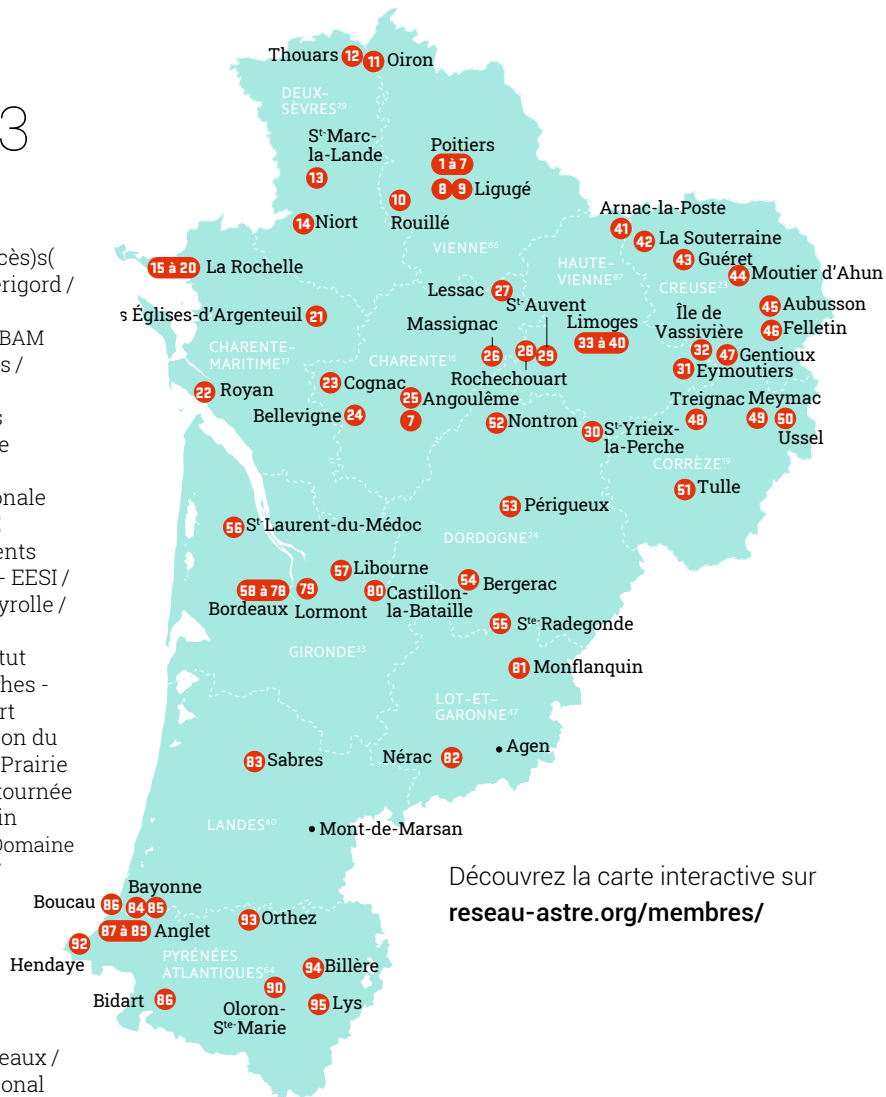 3
cès)s(
érigord /
BAM
s /
s
e
onale
ents
- EESI /
yrolle /
tut
hes -
ort
on du
Prairie
tournée
in
Domaine
eaux /
onal
Thouars 12 11 Oiron
DEUX-
SÈVRES79
St-Marc-
la-Lande
13
Poitiers
1 à 7
8 9 Ligugé
10
Rouillé
14 Niort
VIENNE86
Arnac-la-Poste
41
42 La Souterraine
43 Guéret
44 Moutier d'Ahun
HAUTE-
VIENNE87
CREUSE23
15 à 20 La Rochelle
Lessac 27
St-Auvent
45 Aubusson
46 Felletin
s Églises-d'Argenteuil 21
Massignac
26
28 29
Rochechouart
Limoges
33 à 40
Île de
Vassivière
32 47 Gentioux
31 Eymoutiers
CHARENTE-
MARITIME17
CHARENTE16
22 Royan
23 Cognac
25
Angoulême
7
Bellevigne 24
52 Nontron
30 St-Yrieix-
la-Perche
Treignac
48
Meymac
49 50
Ussel
CORRÈZE19
51 Tulle
53 Périgueux
56 St-Laurent-du-Médoc
DORDOGNE24
57 Libourne
58 à 78
Bordeaux
79
Lormont
80 Castillon-
la-Bataille
54 Bergerac
55 Ste-Radegonde
GIRONDE33
81 Monflanquin
LOT-ET-
GARONNE47
Nérac 82
Agen
83 Sabres
LANDES40
Mont-de-Marsan
Découvrez la carte interactive sur
reseau-astre.org/membres/
Bayonne
Boucau 86 84 85
87 à 89 Anglet
93 Orthez
92
Hendaye
PYRÉNÉES
ATLANTIQUES64
94 Billère
Bidart 86
90
Oloron-
Ste-Marie
95 Lys